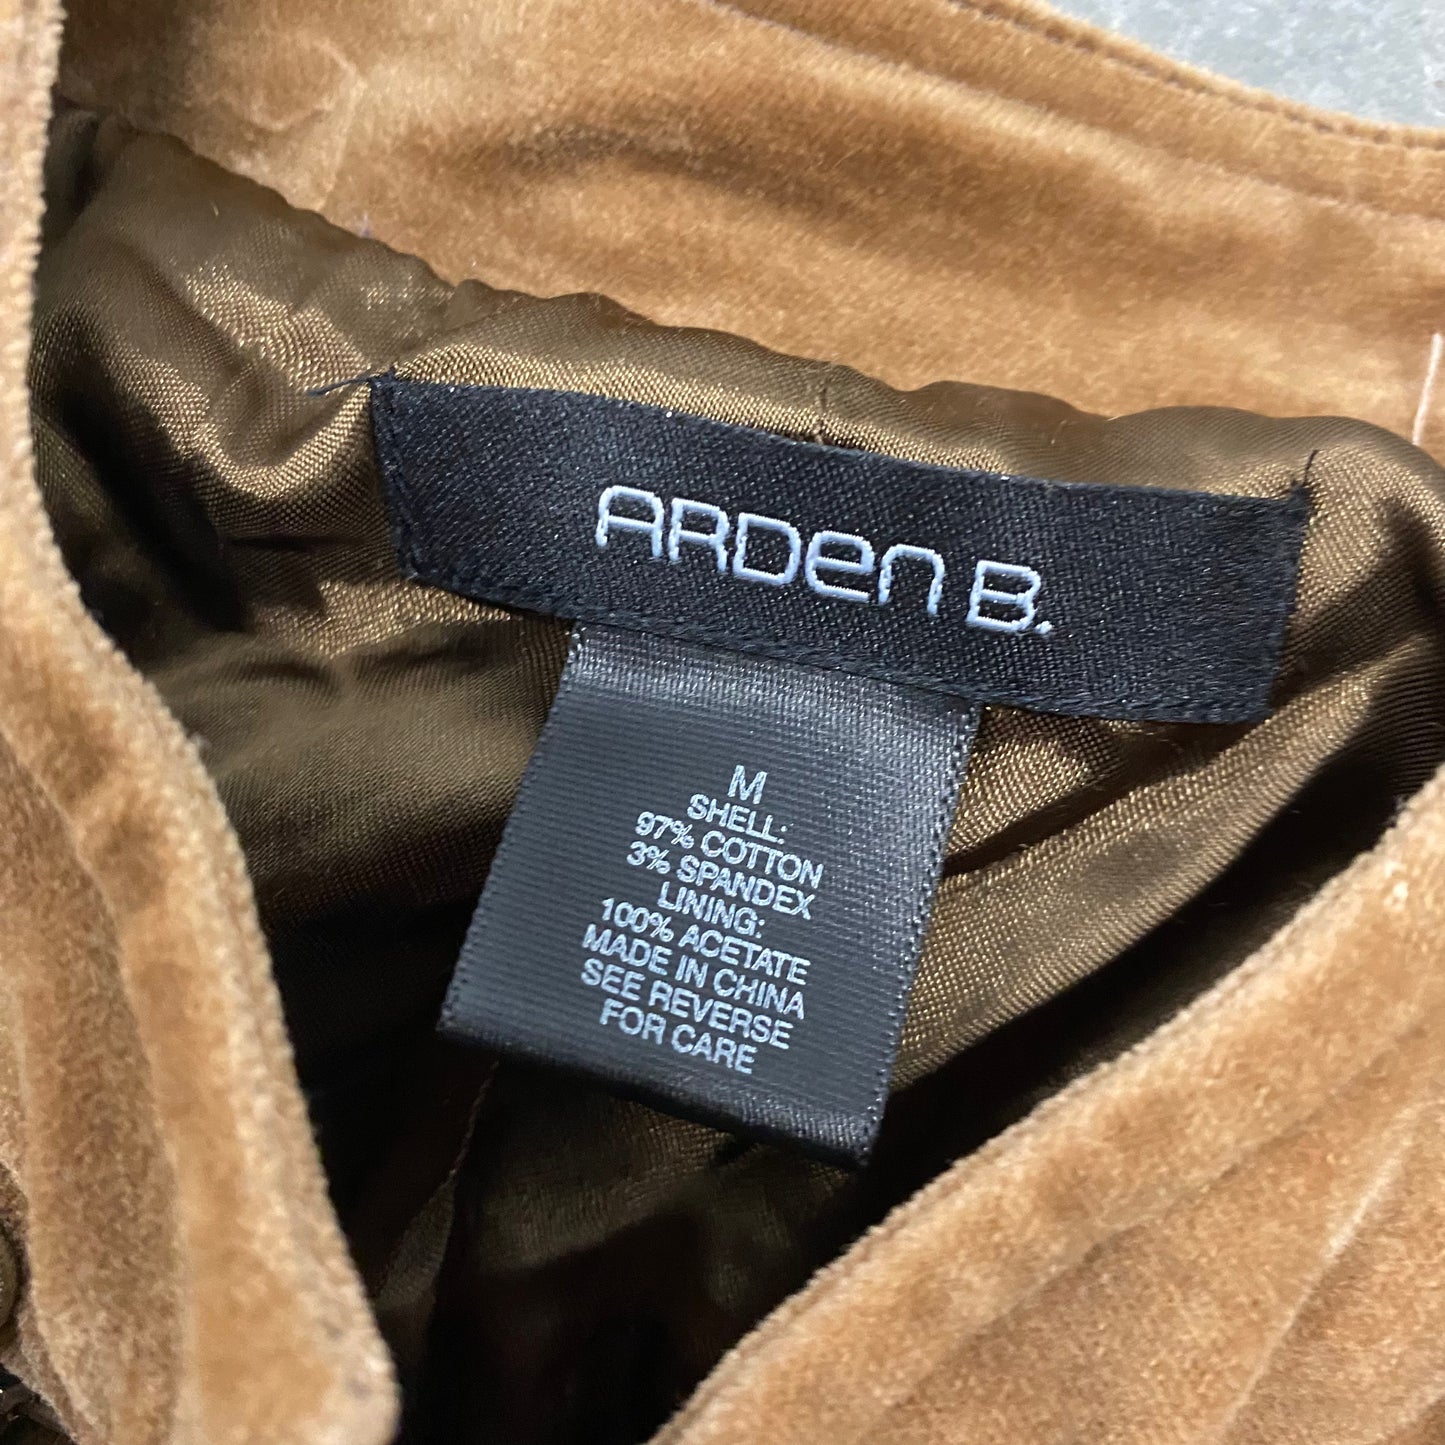 ARDen B.
M
SHELL:
97% COTTON
3% SPANDEX
LINING:
100% ACETATE
MADE IN CHINA
SEE REVERSE
FOR CARE